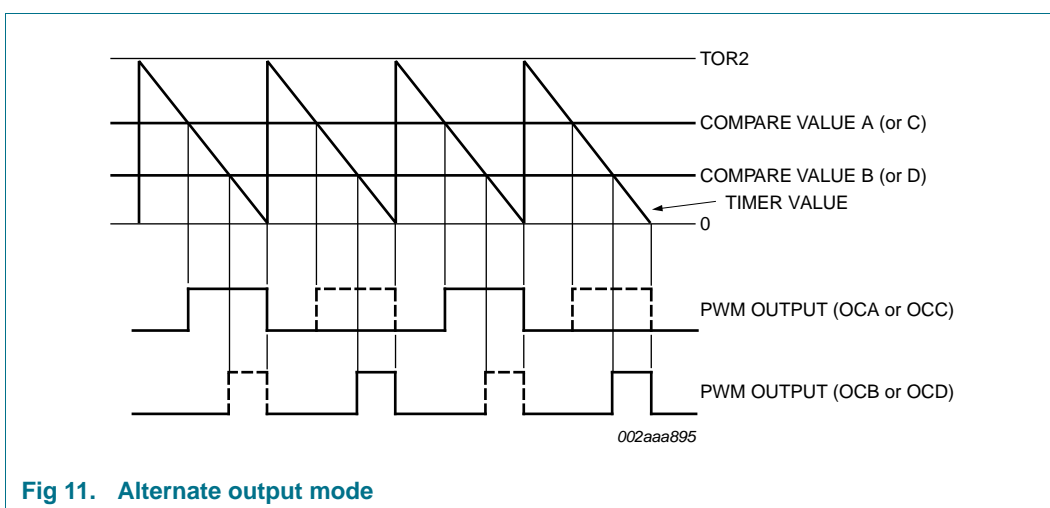 TOR2
COMPARE VALUE A (or C)
COMPARE VALUE B (or D)
TIMER VALUE
0
PWM OUTPUT (OCA or OCC)
PWM OUTPUT (OCB or OCD)
002aaa895
Fig 11. Alternate output mode